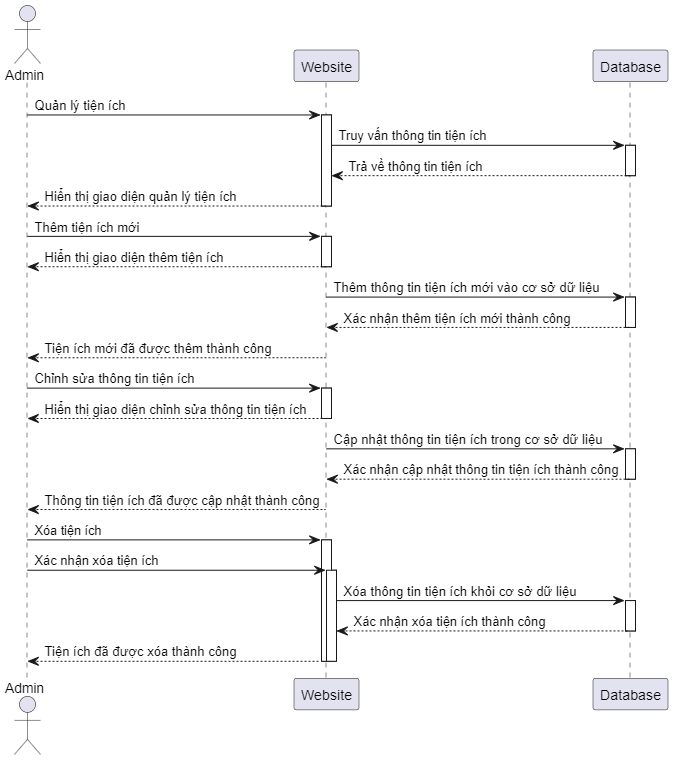 Admin
Website
Database
Quản lý tiện ích
Truy vấn thông tin tiện ích
Trả về thông tin tiện ích
Hiển thị giao diện quản lý tiện ích
Thêm tiện ích mới
Hiển thị giao diện thêm tiện ích
Thêm thông tin tiện ích mới vào cơ sở dữ liệu
Xác nhận thêm tiện ích mới thành công
Tiện ích mới đã được thêm thành công
Chỉnh sửa thông tin tiện ích
Hiển thị giao diện chỉnh sửa thông tin tiện ích
Cập nhật thông tin tiện ích trong cơ sở dữ liệu
Xác nhận cập nhật thông tin tiện ích thành công
Thông tin tiện ích đã được cập nhật thành công
Xóa tiện ích
Xác nhận xóa tiện ích
Xóa thông tin tiện ích khỏi cơ sở dữ liệu
Xác nhận xóa tiện ích thành công
Tiện ích đã được xóa thành công
Admin
Website
Database